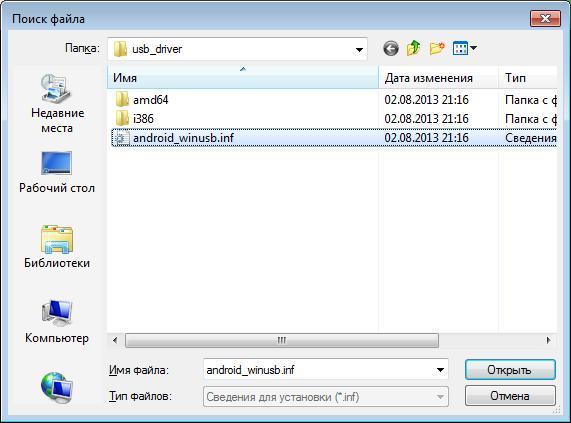 Поиск файла
Папка: usb_driver
Имя Дата изменения Тип
amd64 02.08.2013 21:16 Папка с ф
i386 02.08.2013 21:16 Папка с ф
android_winusb.inf 02.08.2013 21:16 Сведения
Недавние
места
Рабочий стол
Библиотеки
Компьютер
Имя файла: android_winusb.inf Открыть
Тип файлов: Сведения для установки (*.inf) Отмена